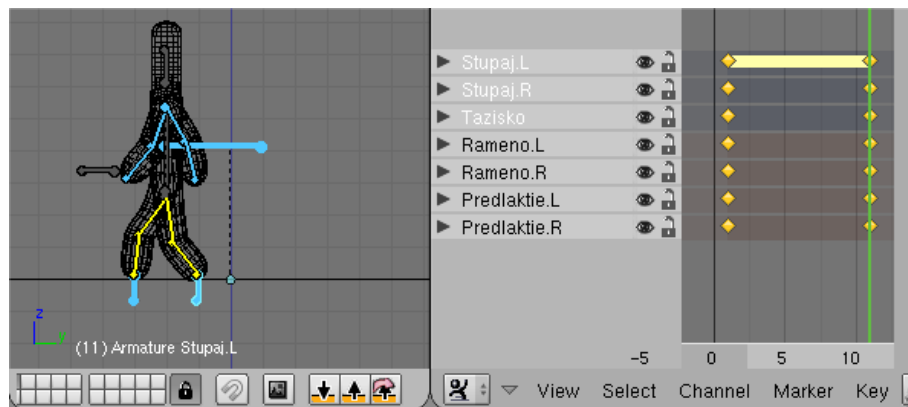 Stupaj.L
Stupaj.R
Tazisko
Rameno.L
Rameno.R
Predlaktie.L
Predlaktie.R
z
y
(11) Armature Stupaj.L
-5 0 5 10
View Select Channel Marker Key